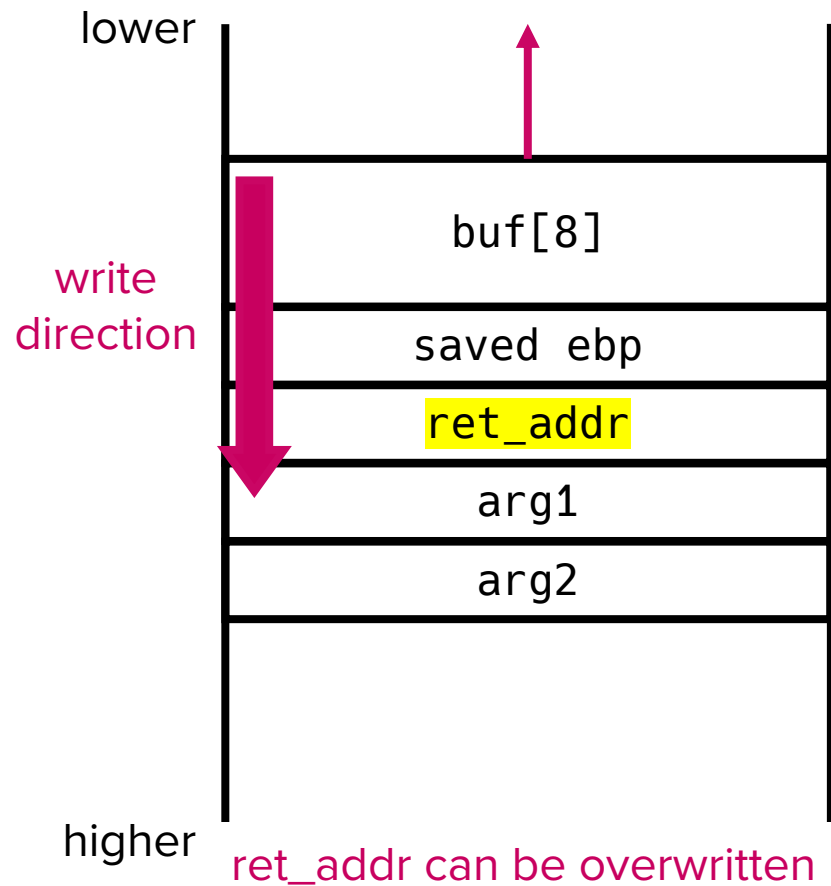 lower
buf[8]
write
direction
saved ebp
ret_addr
arg1
arg2
higher
ret_addr can be overwritten